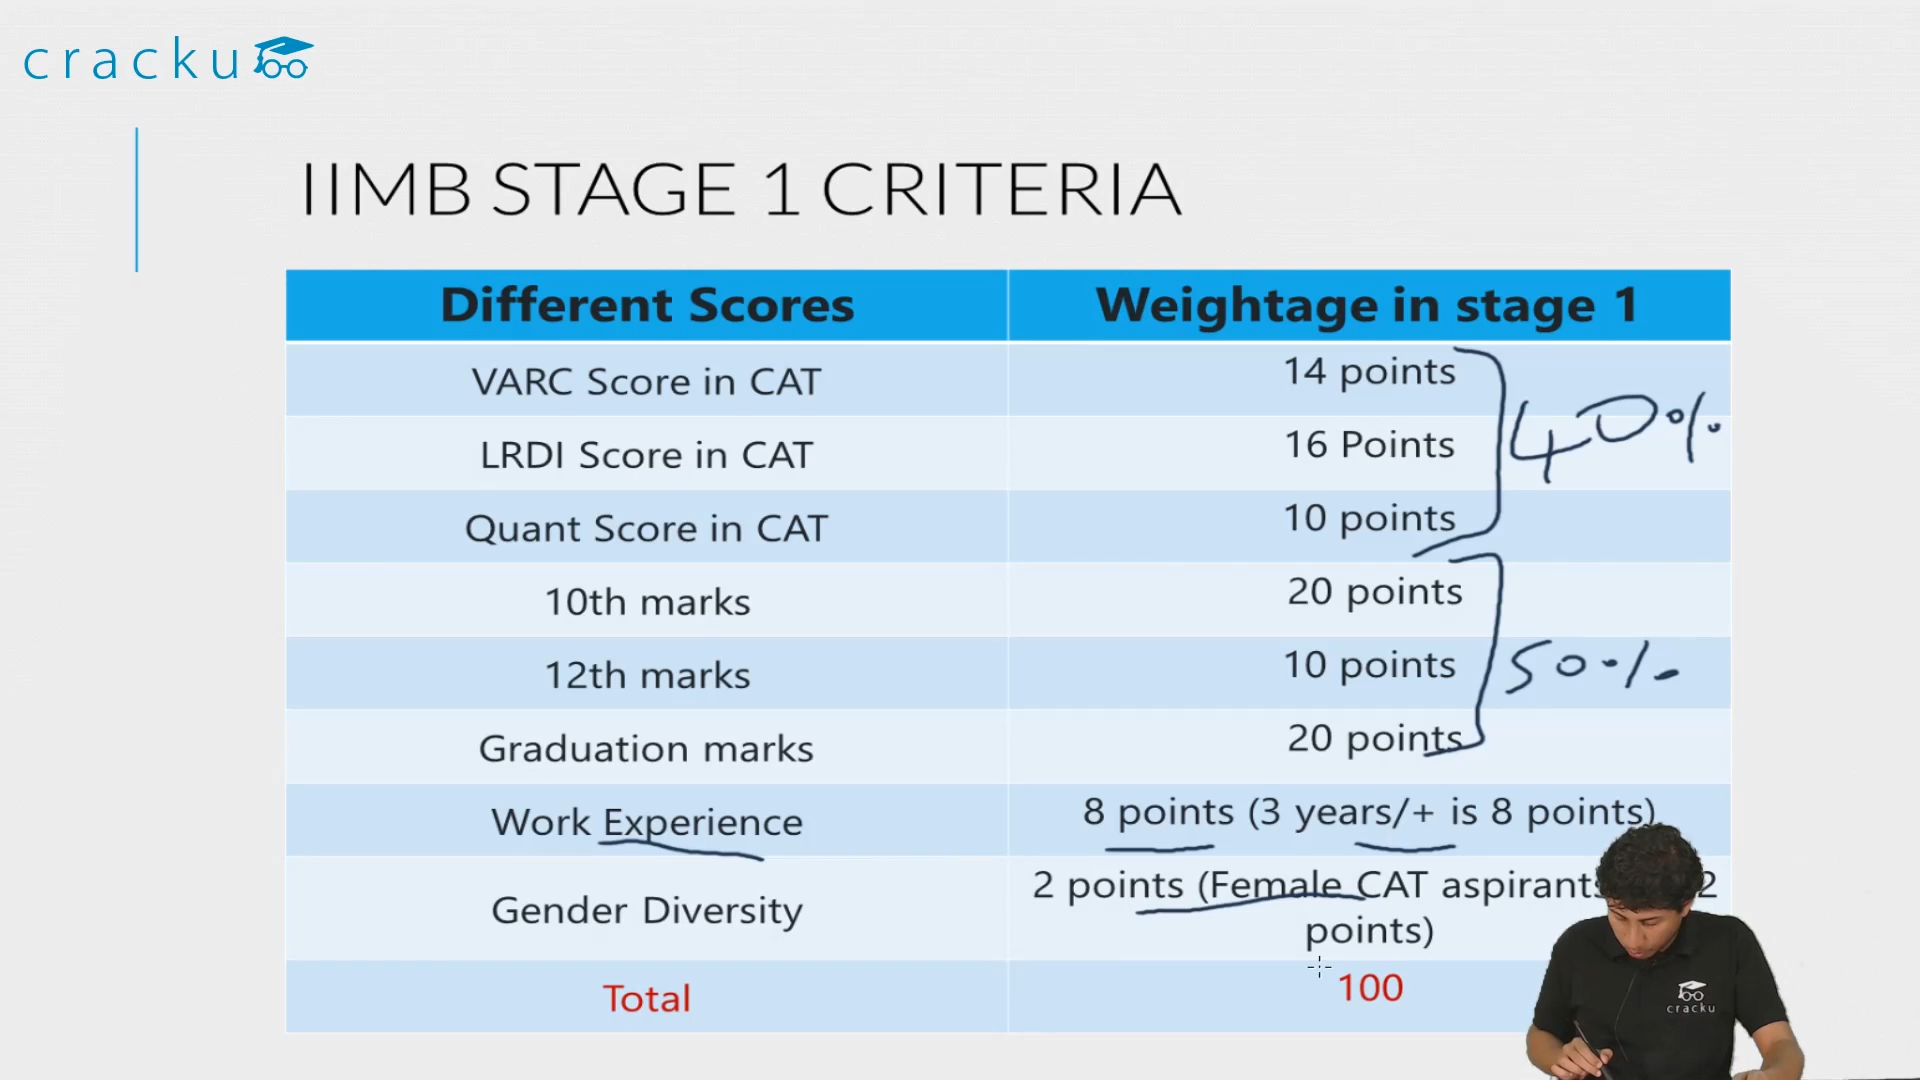 cracku
IIMB STAGE 1 CRITERIA
Different Scores
Weightage in stage 1
VARC Score in CAT
14 points
LRDI Score in CAT
16 Points
40%
Quant Score in CAT
10 points
10th marks
20 points
12th marks
10 points
50%
Graduation marks
20 points
Work Experience
8 points (3 years/+ is 8 points)
Gender Diversity
2 points (Female CAT aspirants 2
points)
Total
100
cracku